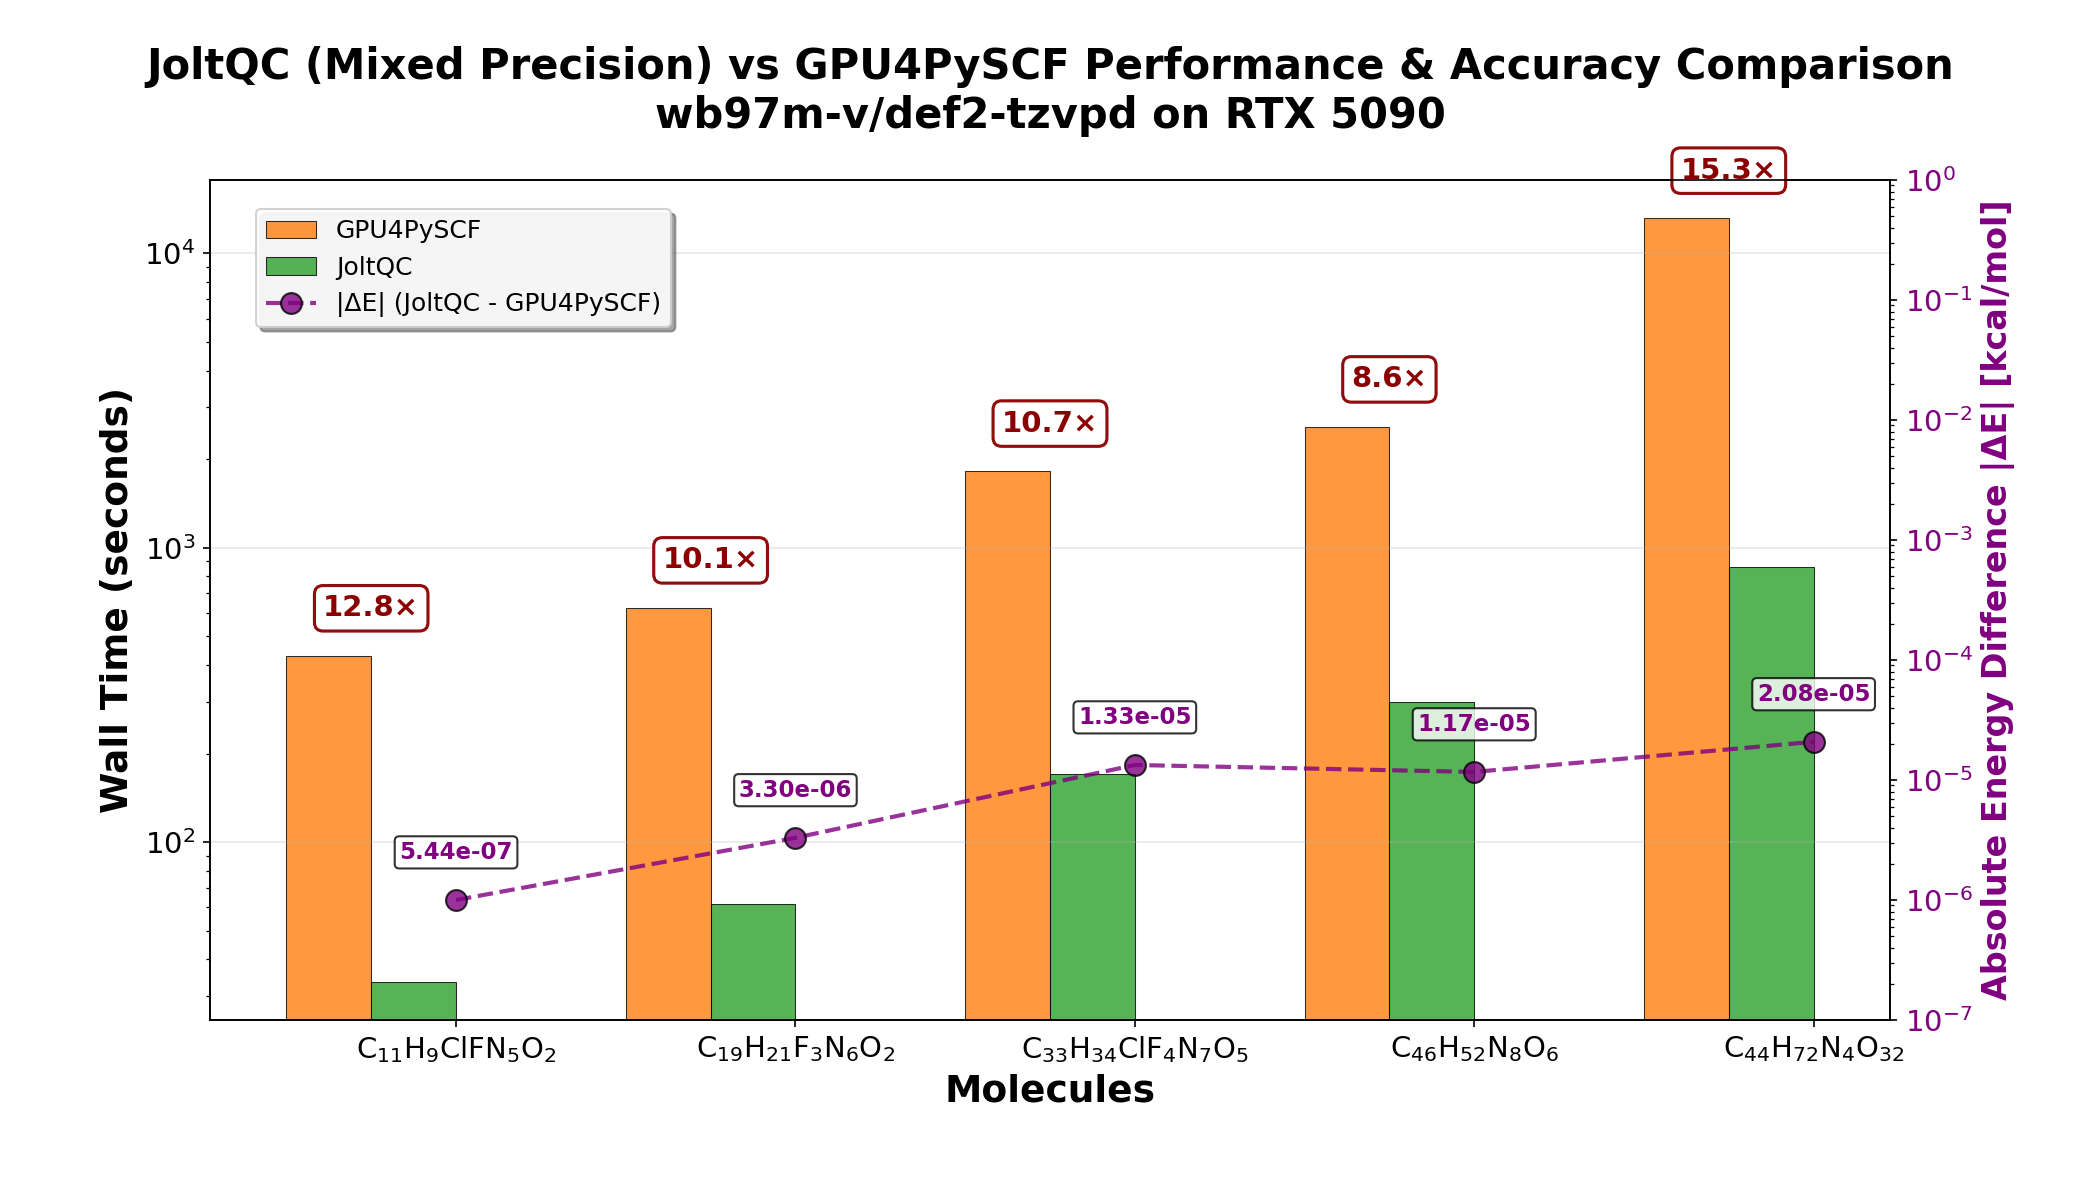 JoltQC (Mixed Precision) vs GPU4PySCF Performance & Accuracy Comparison
wb97m-v/def2-tzvpd on RTX 5090
GPU4PySCF
JoltQC
|ΔE| (JoltQC - GPU4PySCF)
Wall Time (seconds)
10⁴
10³
10²
12.8×
10.1×
10.7×
8.6×
15.3×
5.44e-07
3.30e-06
1.33e-05
1.17e-05
2.08e-05
10⁰
10⁻¹
10⁻²
10⁻³
10⁻⁴
10⁻⁵
10⁻⁶
10⁻⁷
Absolute Energy Difference |ΔE| [kcal/mol]
C₁₁H₉ClFN₅O₂
C₁₉H₂₁F₃N₆O₂
C₃₃H₃₄ClF₄N₇O₅
C₄₆H₅₂N₈O₆
C₄₄H₇₂N₄O₃₂
Molecules